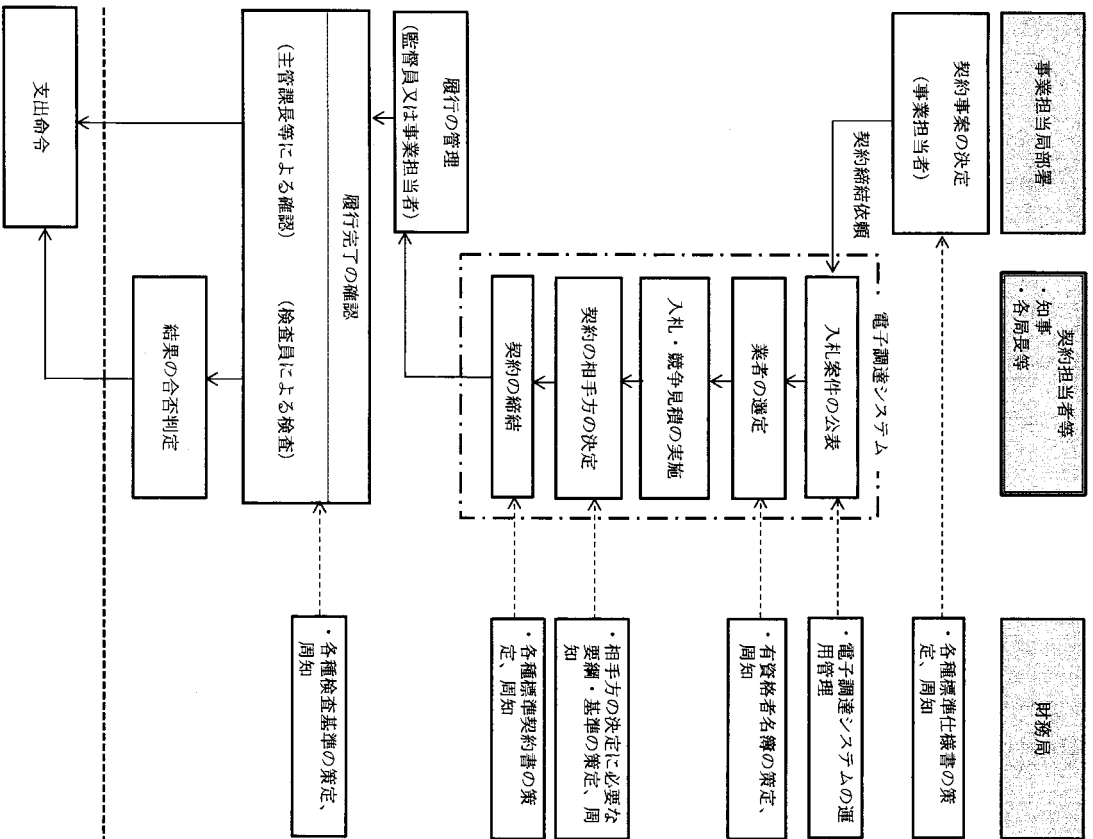 事業担当局部署
契約担当者等
・知事
・各局長等
財務局
契約事案の決定
(事業担当者)
・各種標準仕様書の策
定、周知
契約締結依頼
電子調達システム
入札案件の公表
・電子調達システムの運
用管理
業者の選定
・有資格者名簿の策定、
周知
入札・競争見積の実施
契約の相手方の決定
・相手方の決定に必要な
要綱・基準の策定、周
知
契約の締結
・各種標準契約書の策
定、周知
履行の管理
(監督員又は事業担当者)
履行完了の確認
(主管課長等による確認)
(検査員による検査)
・各種検査基準の策定、
周知
結果の合否判定
支出命令